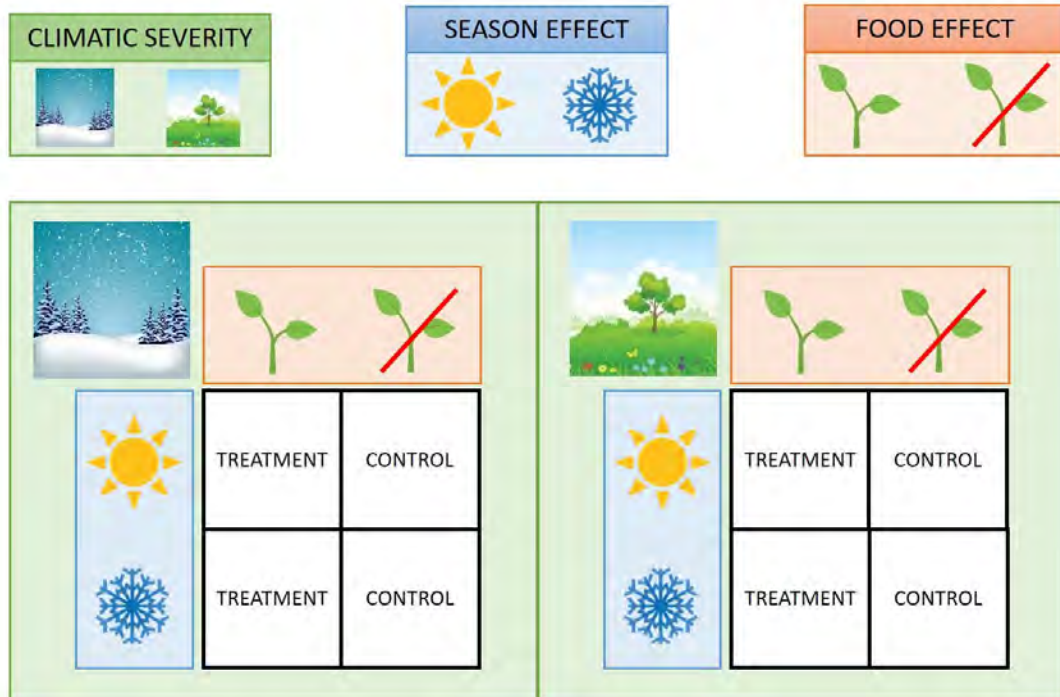 CLIMATIC SEVERITY
SEASON EFFECT
FOOD EFFECT
TREATMENT CONTROL
TREATMENT CONTROL
TREATMENT CONTROL
TREATMENT CONTROL